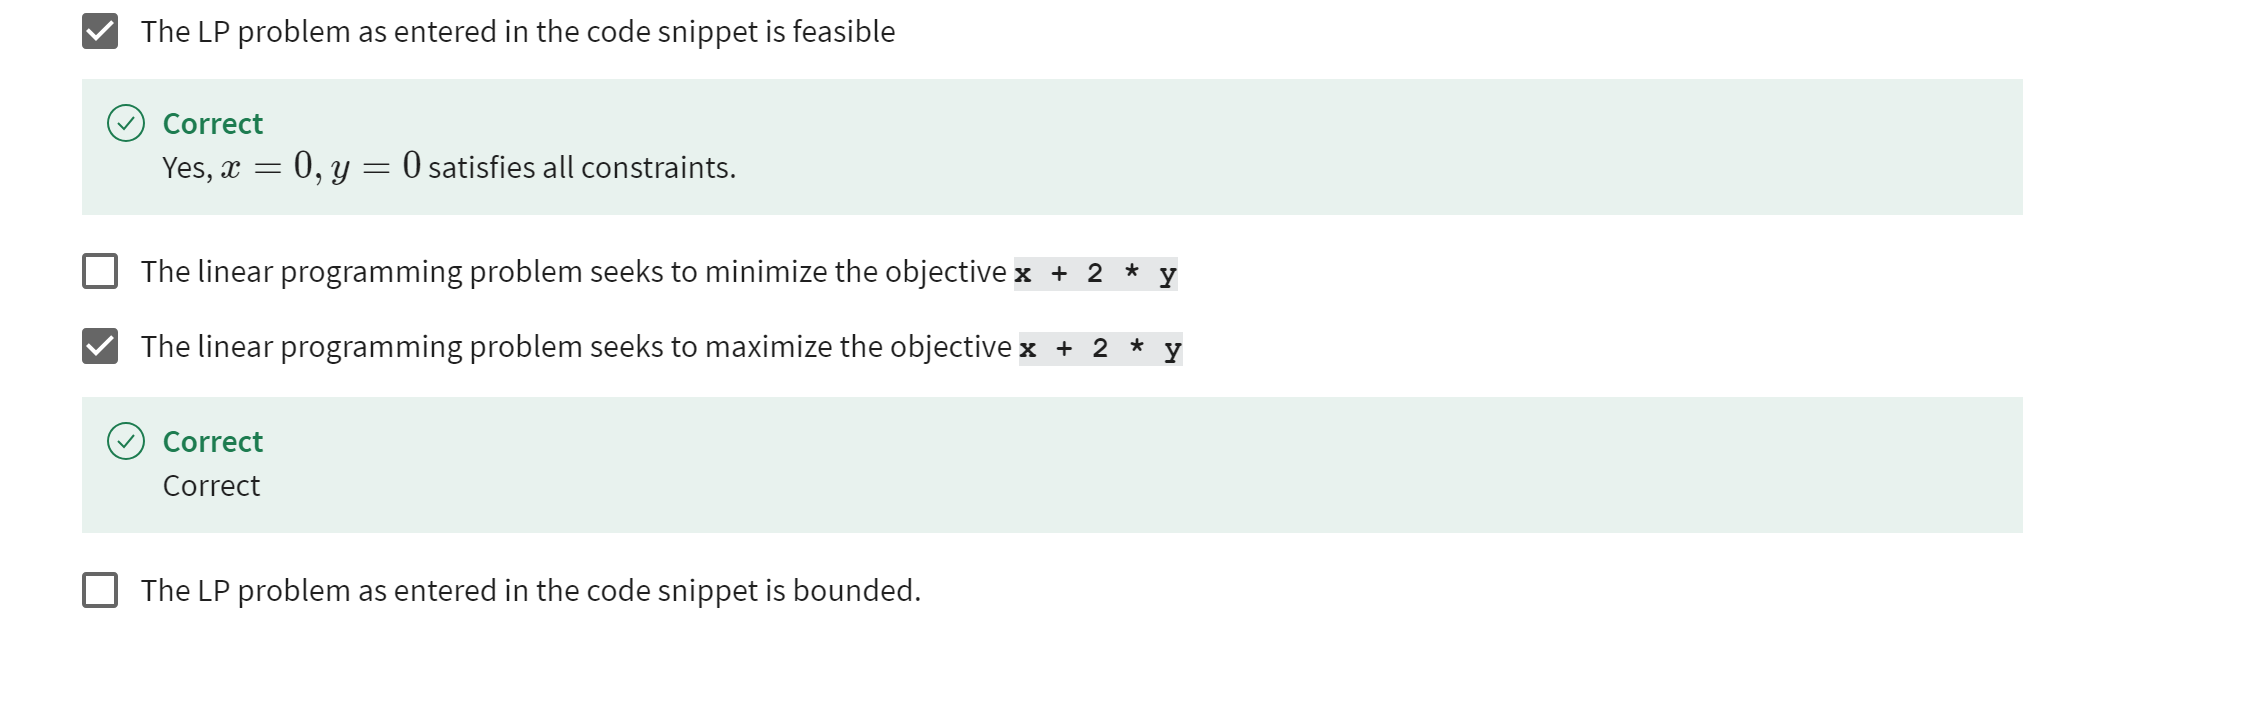 The LP problem as entered in the code snippet is feasible
Correct
Yes, x = 0, y = 0 satisfies all constraints.
The linear programming problem seeks to minimize the objective x + 2 * y
The linear programming problem seeks to maximize the objective x + 2 * y
Correct
Correct
The LP problem as entered in the code snippet is bounded.